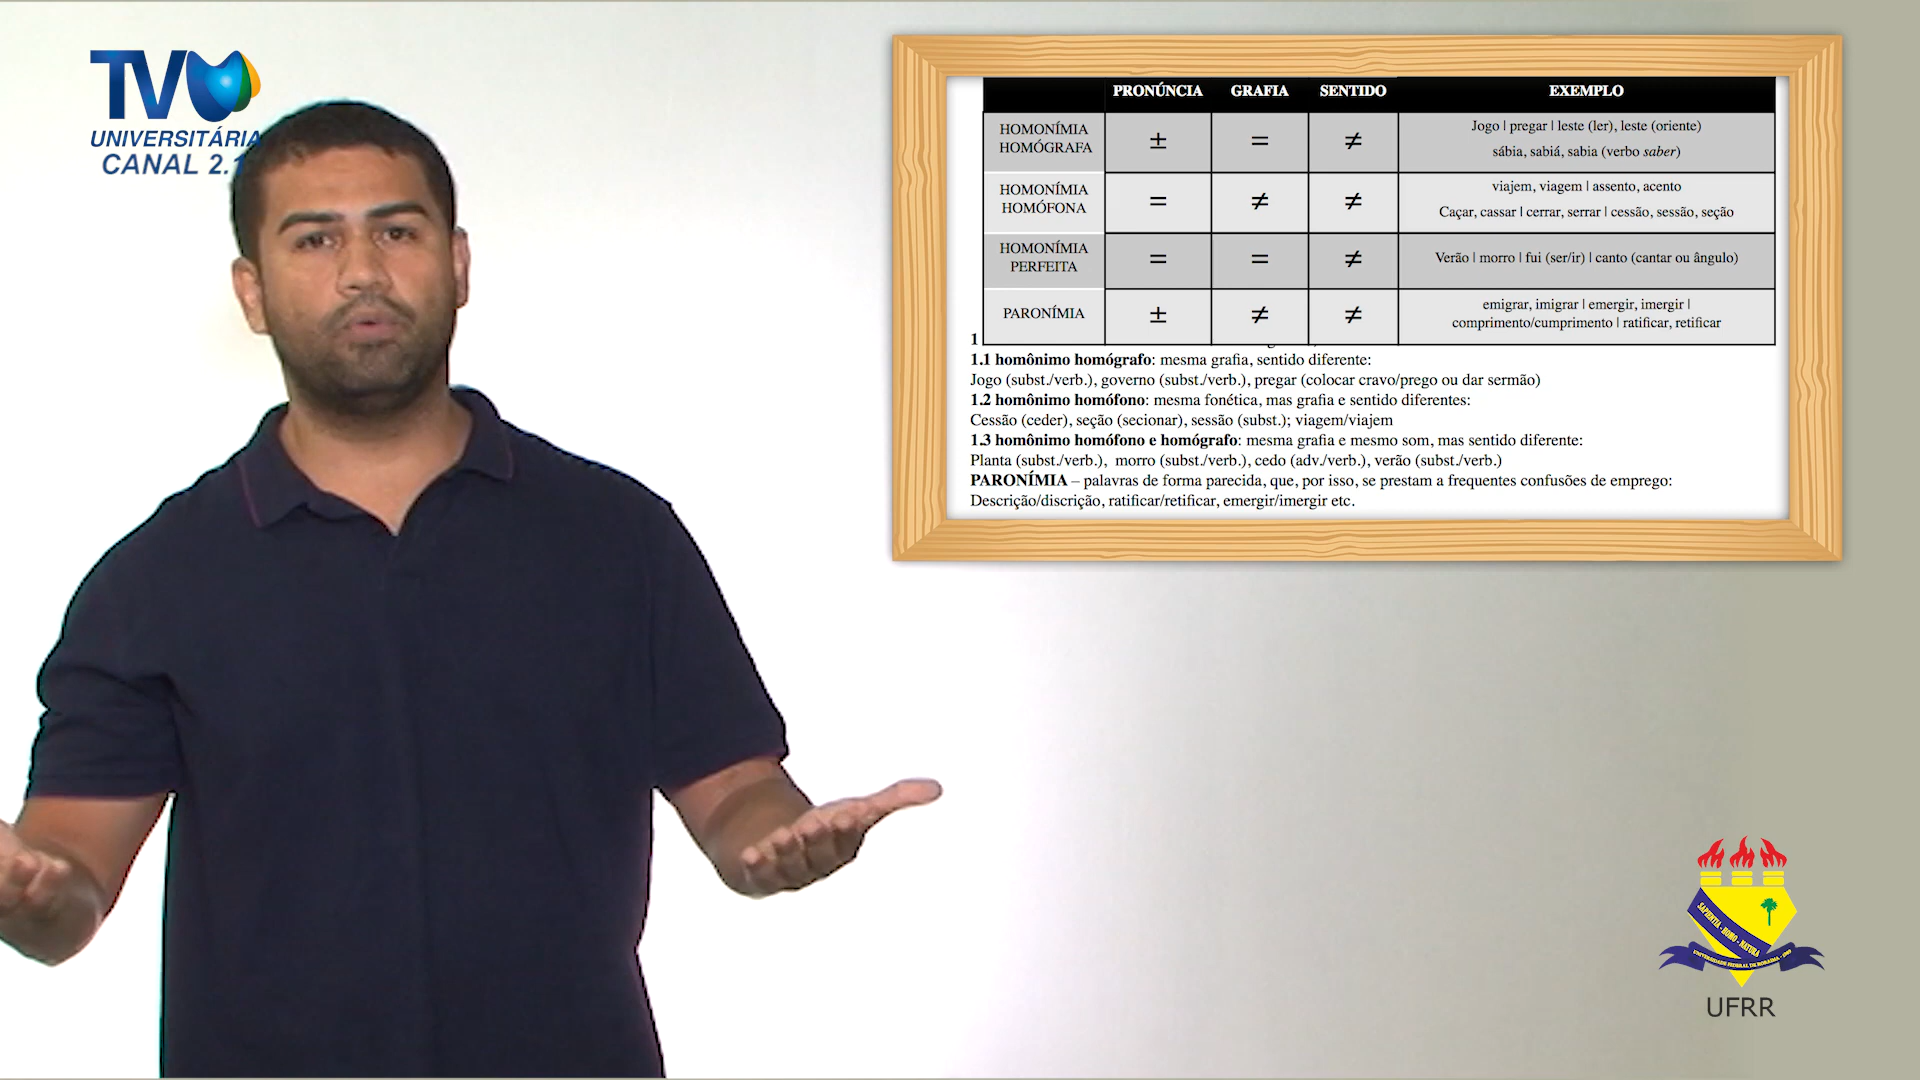 TV
UNIVERSITÁRIA
CANAL 2.1
PRONÚNCIA GRAFIA SENTIDO EXEMPLO
HOMONÍMIA
HOMÓGRAFA
± = ≠
Jogo | pregar | leste (ler), leste (oriente)
sábia, sabiá, sabia (verbo saber)
HOMONÍMIA
HOMÓFONA
= ≠ ≠
viajem, viagem | assento, acento
Caçar, cassar | cerrar, serrar | cessão, sessão, seção
HOMONÍMIA
PERFEITA
= = ≠
Verão | morro | fui (ser/ir) | canto (cantar ou ângulo)
PARONÍMIA
± ≠ ≠
emigrar, imigrar | emergir, imergir |
comprimento/cumprimento | ratificar, retificar
1
1.1 homônimo homógrafo: mesma grafia, sentido diferente:
Jogo (subst./verb.), governo (subst./verb.), pregar (colocar cravo/prego ou dar sermão)
1.2 homônimo homófono: mesma fonética, mas grafia e sentido diferentes:
Cessão (ceder), seção (secionar), sessão (subst.); viagem/viajem
1.3 homônimo homófono e homógrafo: mesma grafia e mesmo som, mas sentido diferente:
Planta (subst./verb.), morro (subst./verb.), cedo (adv./verb.), verão (subst./verb.)
PARONÍMIA – palavras de forma parecida, que, por isso, se prestam a frequentes confusões de emprego:
Descrição/discrição, ratificar/retificar, emergir/imergir etc.
SAPIENTIA - HOMO - NATURA
UNIVERSIDADE FEDERAL DE RORAIMA
UFRR